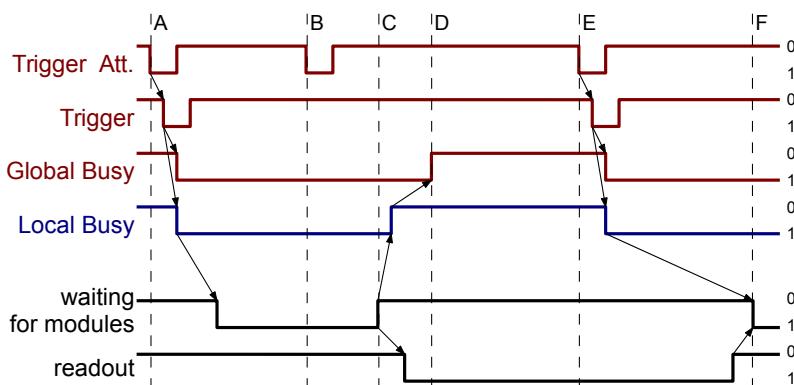 A B C D E F
Trigger Att. 0
1
Trigger 0
1
Global Busy 0
1
Local Busy 0
1
waiting 0
for modules 1
readout 0
1